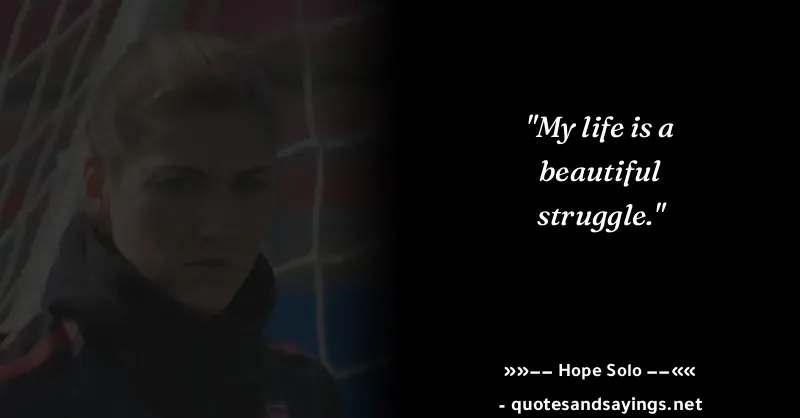 "My life is a
beautiful
struggle."
»»–– Hope Solo ––««
- quotesandsayings.net